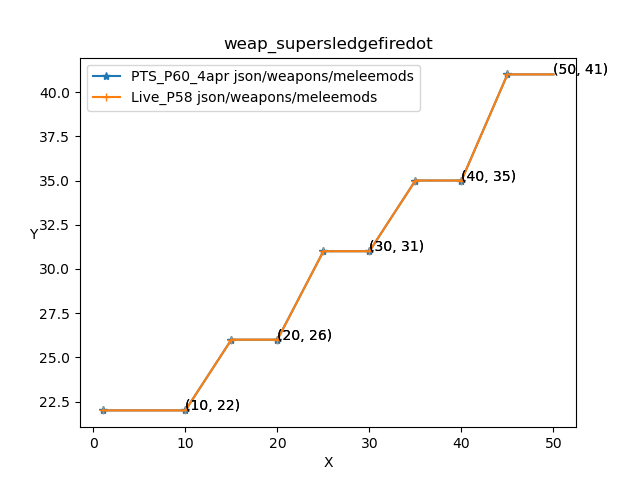 weap_supersledgefiredot
PTS_P60_4apr json/weapons/meleemods
Live_P58 json/weapons/meleemods
(50, 41)
(40, 35)
(30, 31)
(20, 26)
(10, 22)
Y
40.0
37.5
35.0
32.5
30.0
27.5
25.0
22.5
0 10 20 30 40 50
X